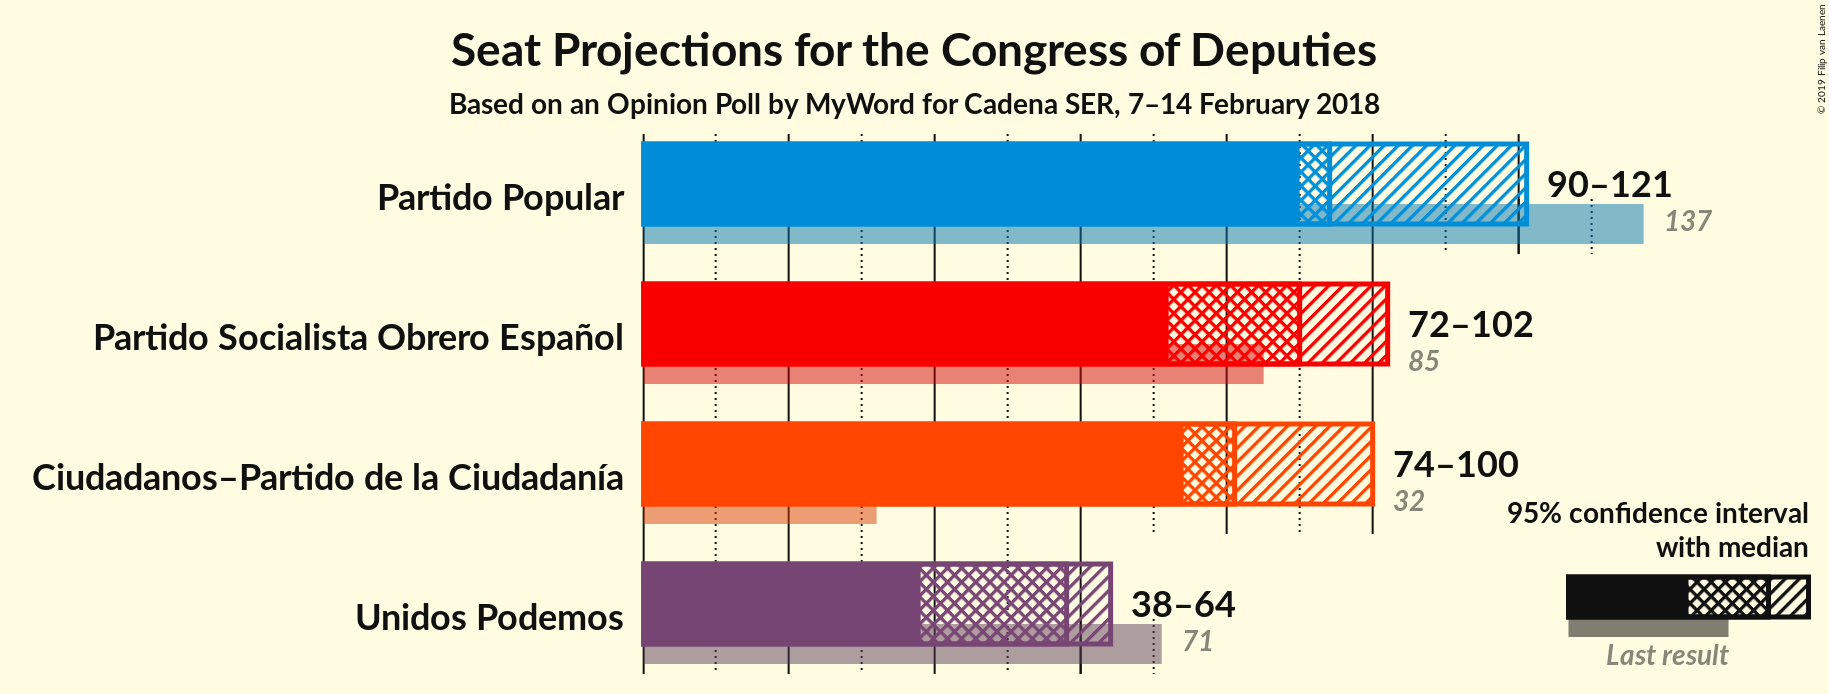 Seat Projections for the Congress of Deputies
Based on an Opinion Poll by MyWord for Cadena SER, 7–14 February 2018
© 2019 Filip van Laenen
Partido Popular
90–121
137
Partido Socialista Obrero Español
72–102
85
Ciudadanos–Partido de la Ciudadanía
74–100
32
Unidos Podemos
38–64
71
95% confidence interval
with median
Last result